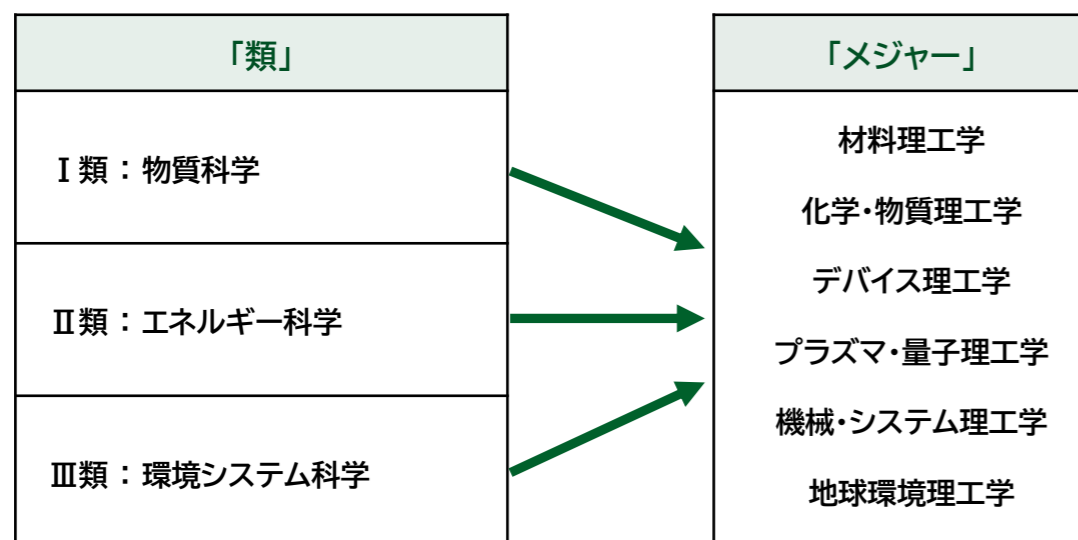 「類」
Ⅰ類：物質科学
Ⅱ類：エネルギー科学
Ⅲ類：環境システム科学
「メジャー」
材料理工学
化学・物質理工学
デバイス理工学
プラズマ・量子理工学
機械・システム理工学
地球環境理工学